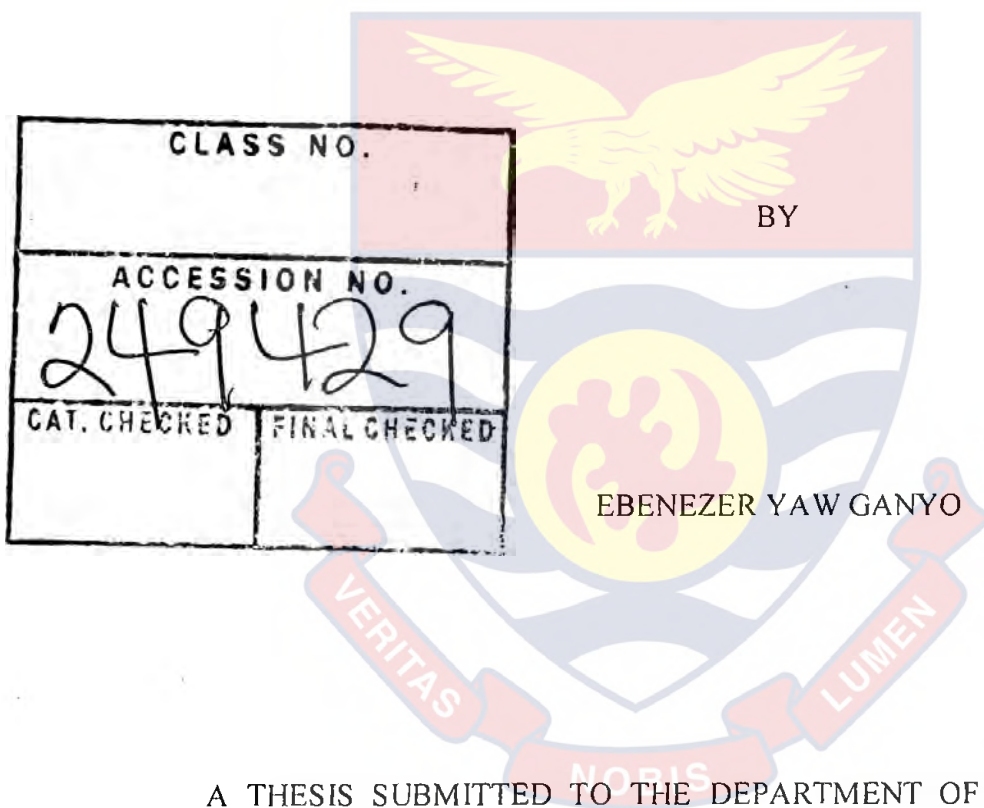 CLASS NO.
ACCESSION NO.
249429
CAT. CHECKED FINAL CHECKED
BY
EBENEZER YAW GANYO
VERITAS
NOBIS
LUMEN
A THESIS SUBMITTED TO THE DEPARTMENT OF